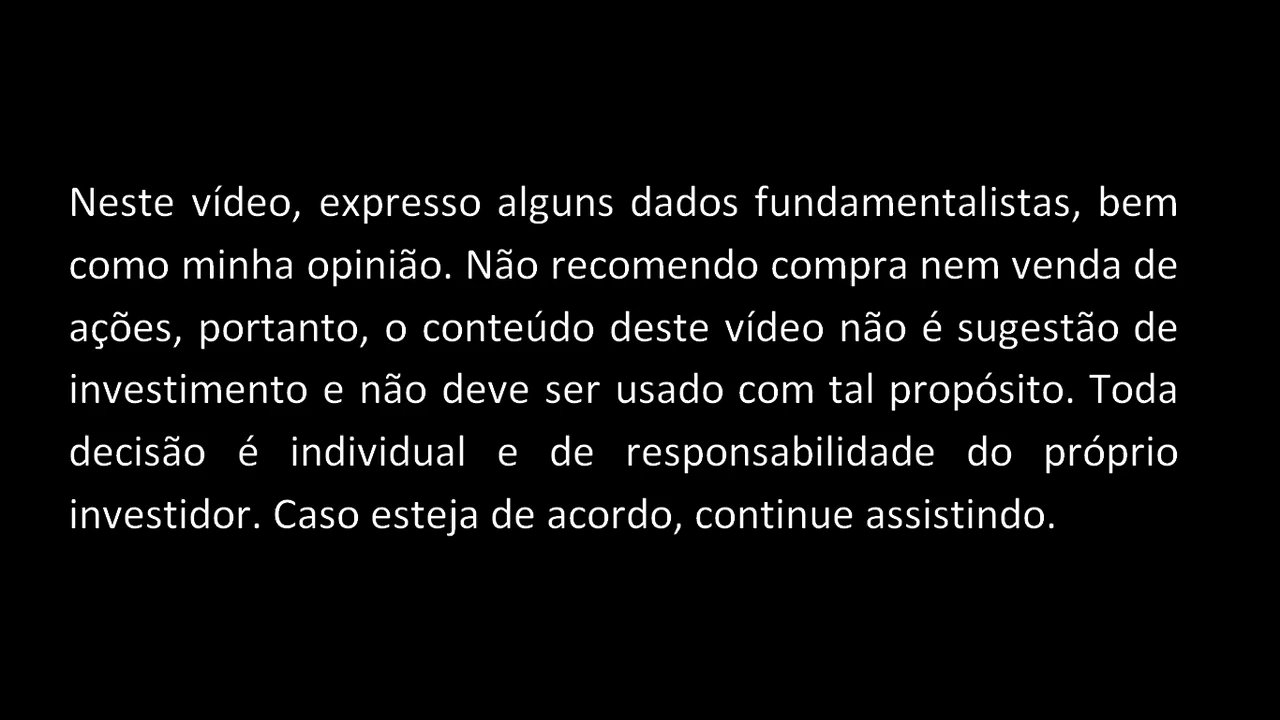 Neste vídeo, expresso alguns dados fundamentalistas, bem
como minha opinião. Não recomendo compra nem venda de
ações, portanto, o conteúdo deste vídeo não é sugestão de
investimento e não deve ser usado com tal propósito. Toda
decisão é individual e de responsabilidade do próprio
investidor. Caso esteja de acordo, continue assistindo.